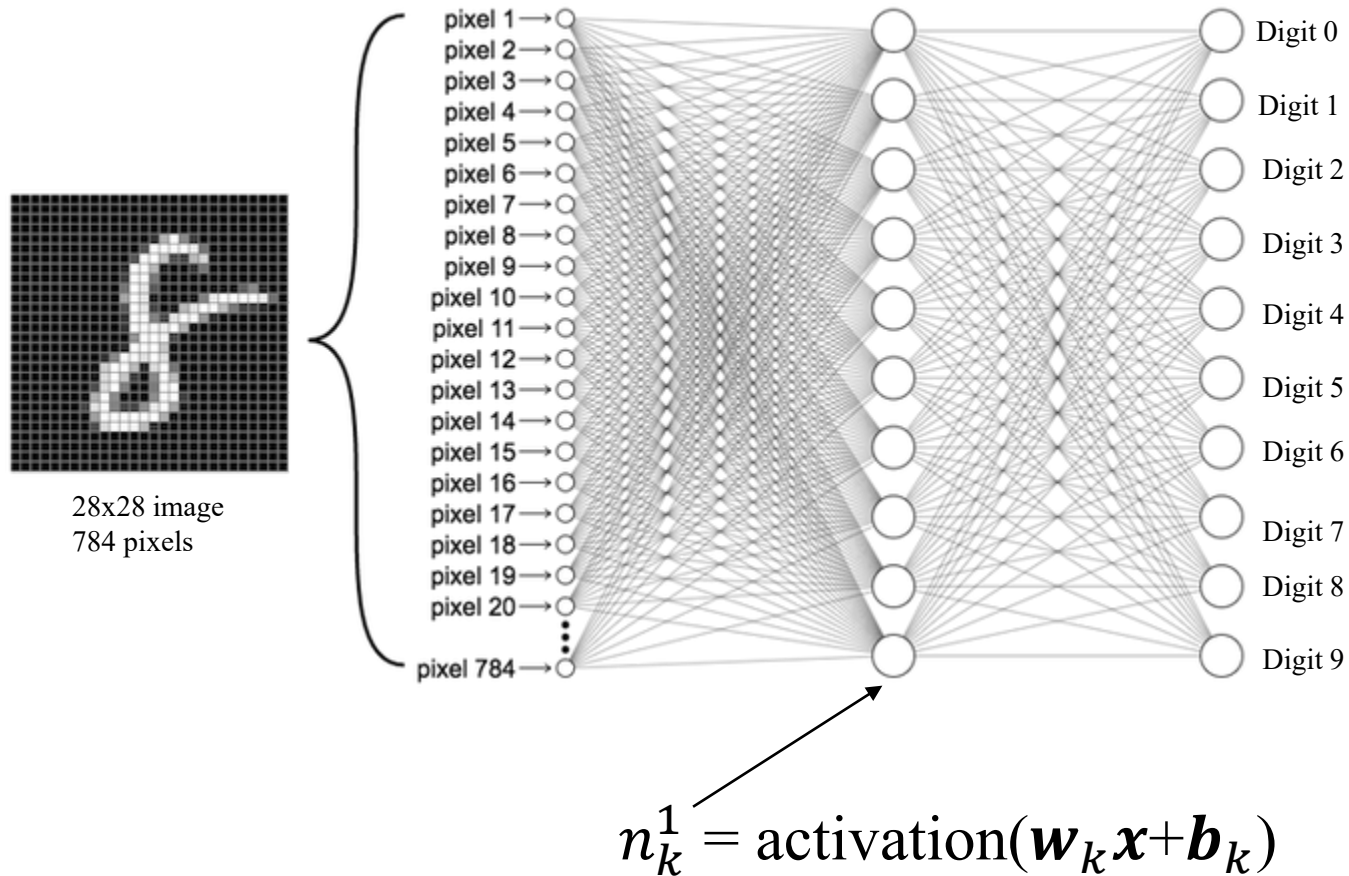 pixel 1
pixel 2
pixel 3
pixel 4
pixel 5
pixel 6
pixel 7
pixel 8
pixel 9
pixel 10
pixel 11
pixel 12
pixel 13
pixel 14
pixel 15
pixel 16
pixel 17
pixel 18
pixel 19
pixel 20
pixel 784
28x28 image
784 pixels
Digit 0
Digit 1
Digit 2
Digit 3
Digit 4
Digit 5
Digit 6
Digit 7
Digit 8
Digit 9
n_k^1 = activation(w_k x+b_k)